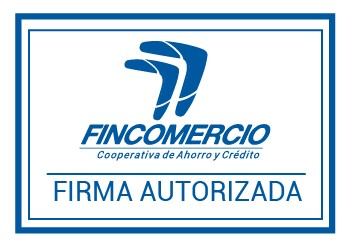 FINCOMERCIO
Cooperativa de Ahorro y Crédito
FIRMA AUTORIZADA